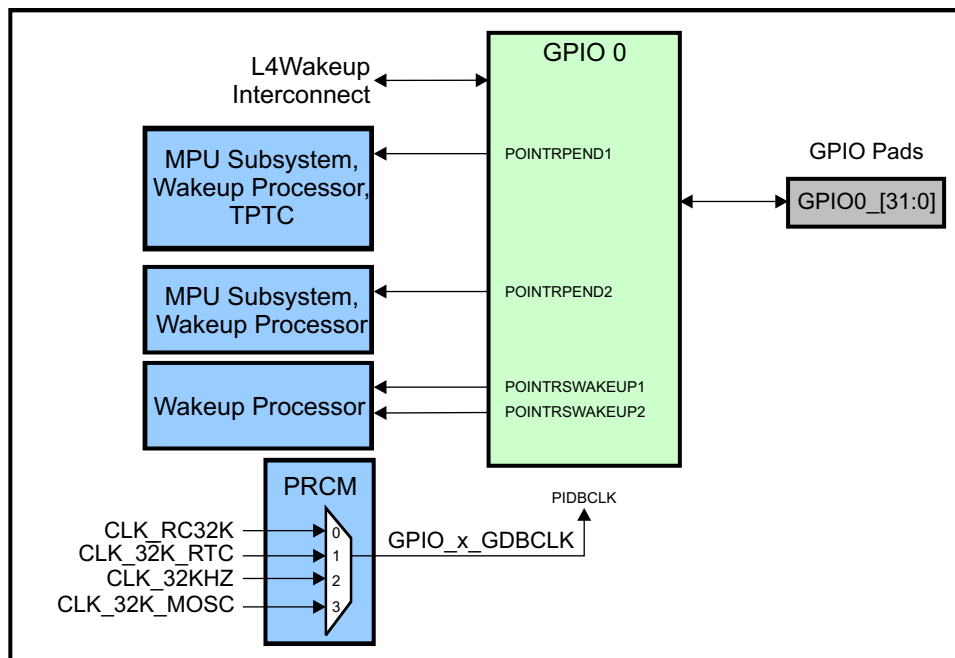 GPIO 0
L4Wakeup
Interconnect
MPU Subsystem,
Wakeup Processor,
TPTC
POINTRPEND1
GPIO Pads
GPIO0_[31:0]
MPU Subsystem,
Wakeup Processor
POINTRPEND2
Wakeup Processor
POINTRSWAKEUP1
POINTRSWAKEUP2
PRCM
PIDBCLK
CLK_RC32K
0
CLK_32K_RTC
1
GPIO_x_GDBCLK
CLK_32KHZ
2
CLK_32K_MOSC
3